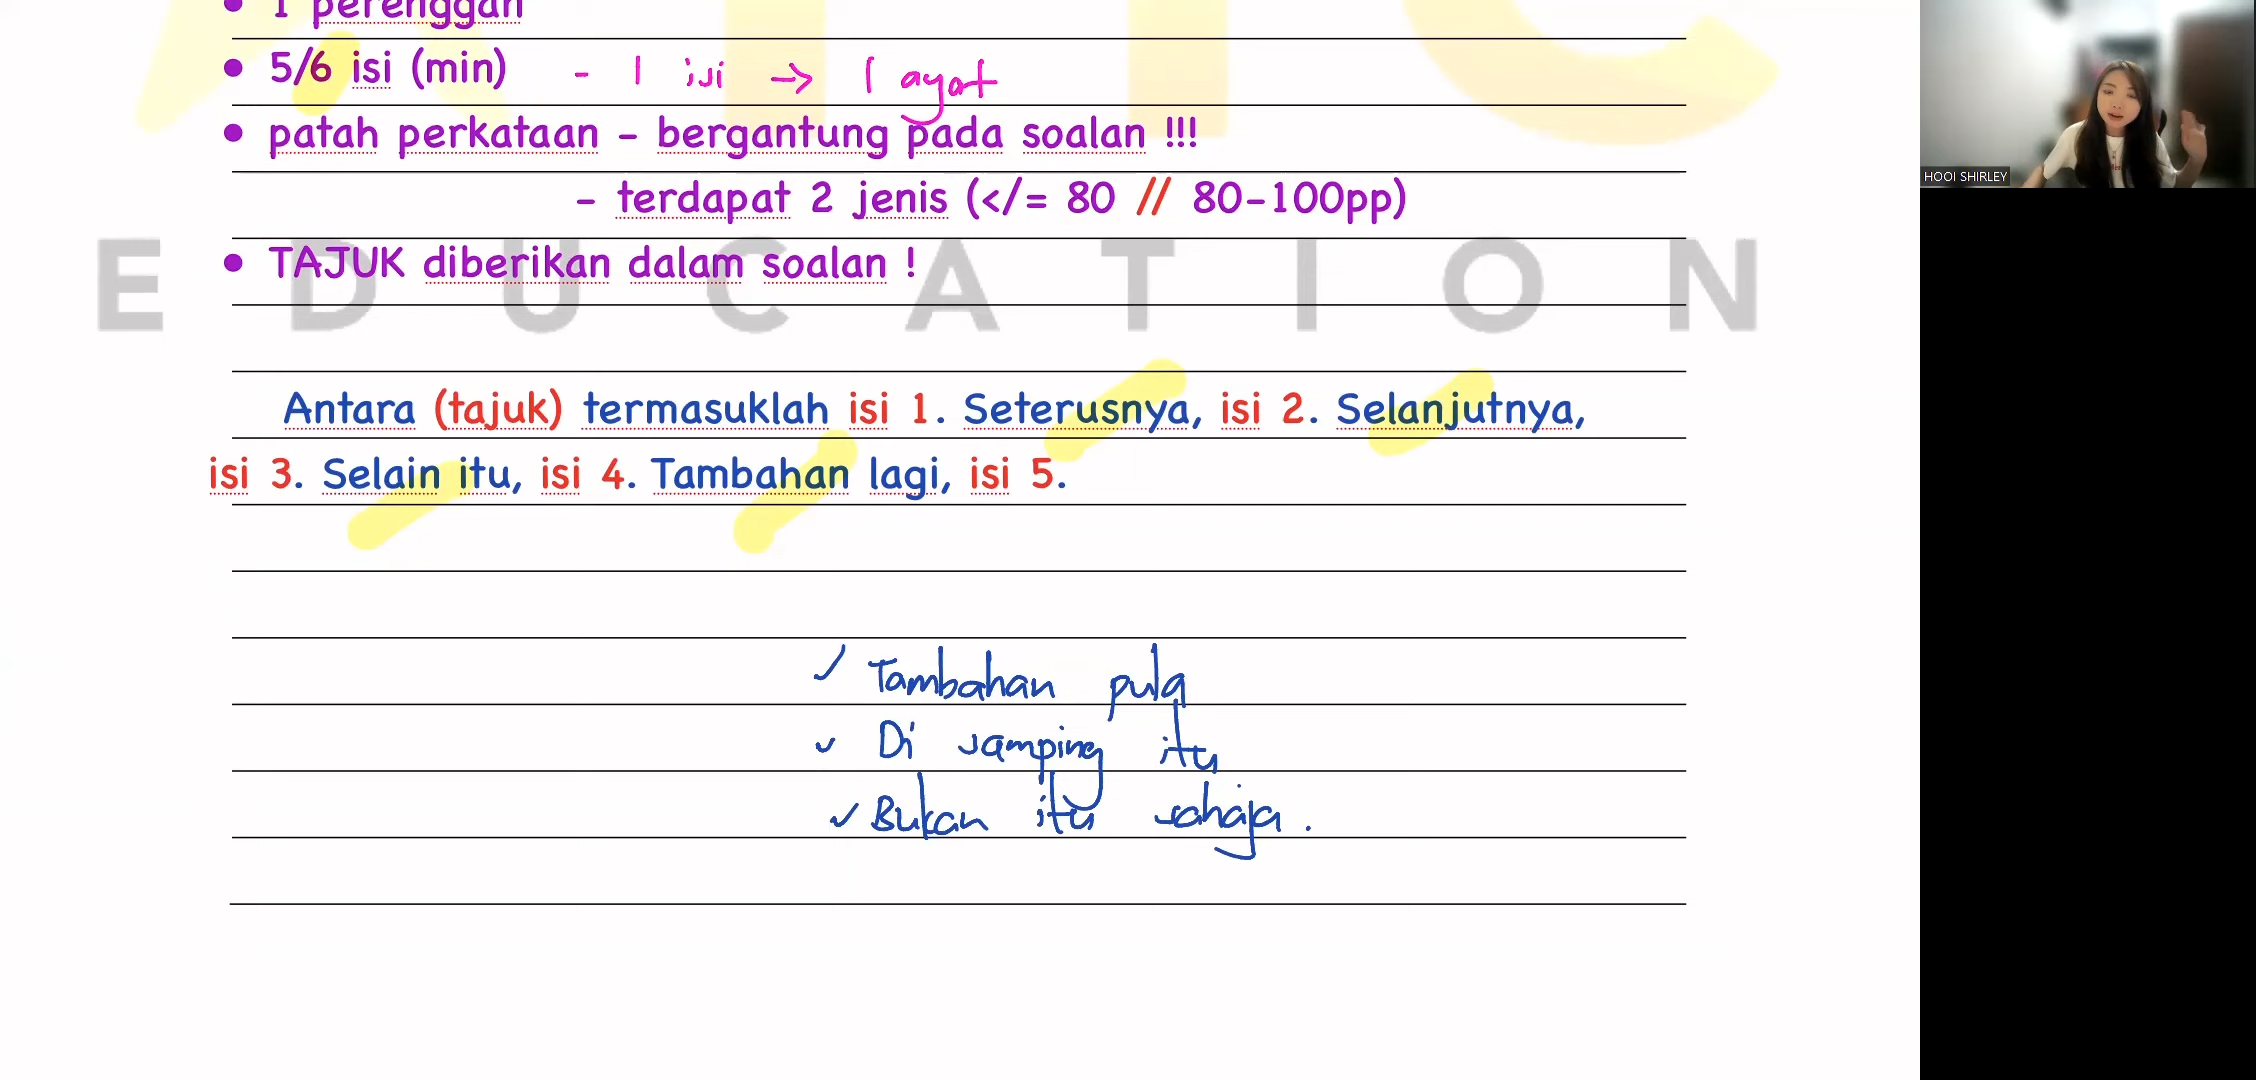 • 1 perenggan
• 5/6 isi (min) - 1 isi → 1 ayat
• patah perkataan - bergantung pada soalan !!!
- terdapat 2 jenis (</= 80 // 80-100pp)
• TAJUK diberikan dalam soalan !
EDUCATION
Antara (tajuk) termasuklah isi 1. Seterusnya, isi 2. Selanjutnya,
isi 3. Selain itu, isi 4. Tambahan lagi, isi 5.
✓ Tambahan pula
✓ Di samping itu
✓ Bukan itu sahaja.
HOOI SHIRLEY